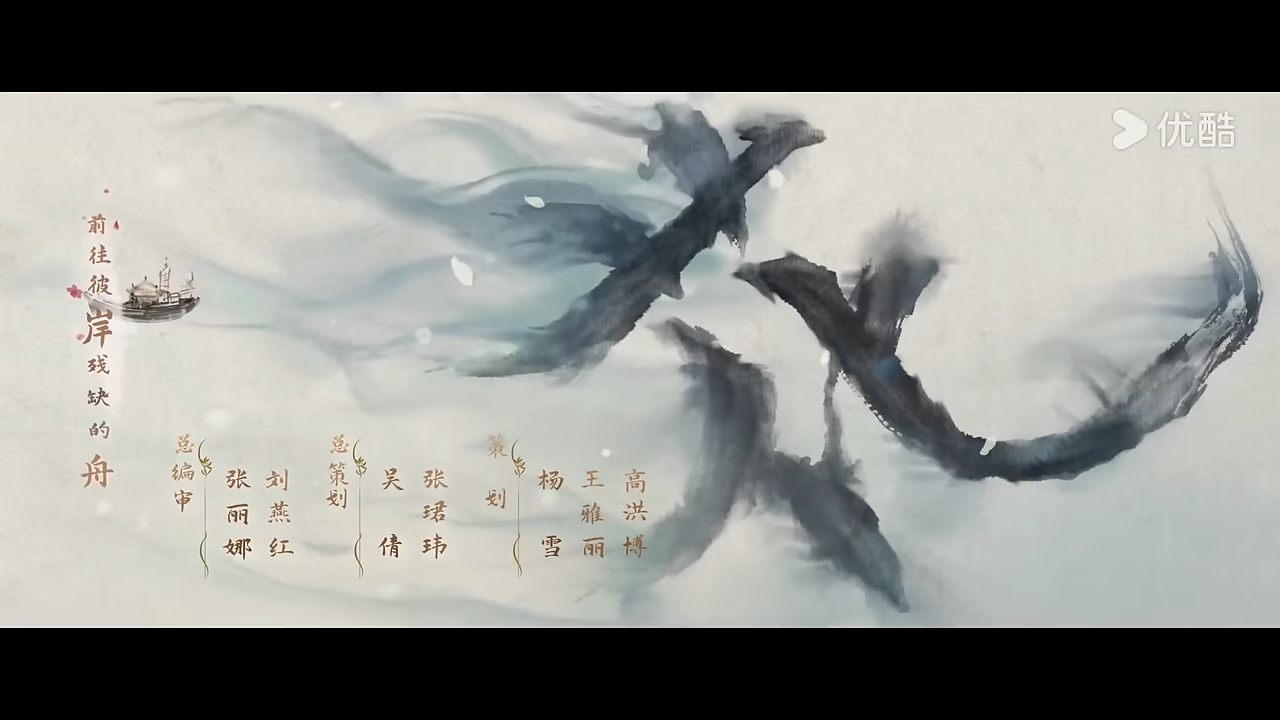 优酷
前往彼岸残缺的舟
总编审
张丽娜
刘燕红
总策划
吴倩
张珺玮
策划
杨雪
王雅丽
高洪博